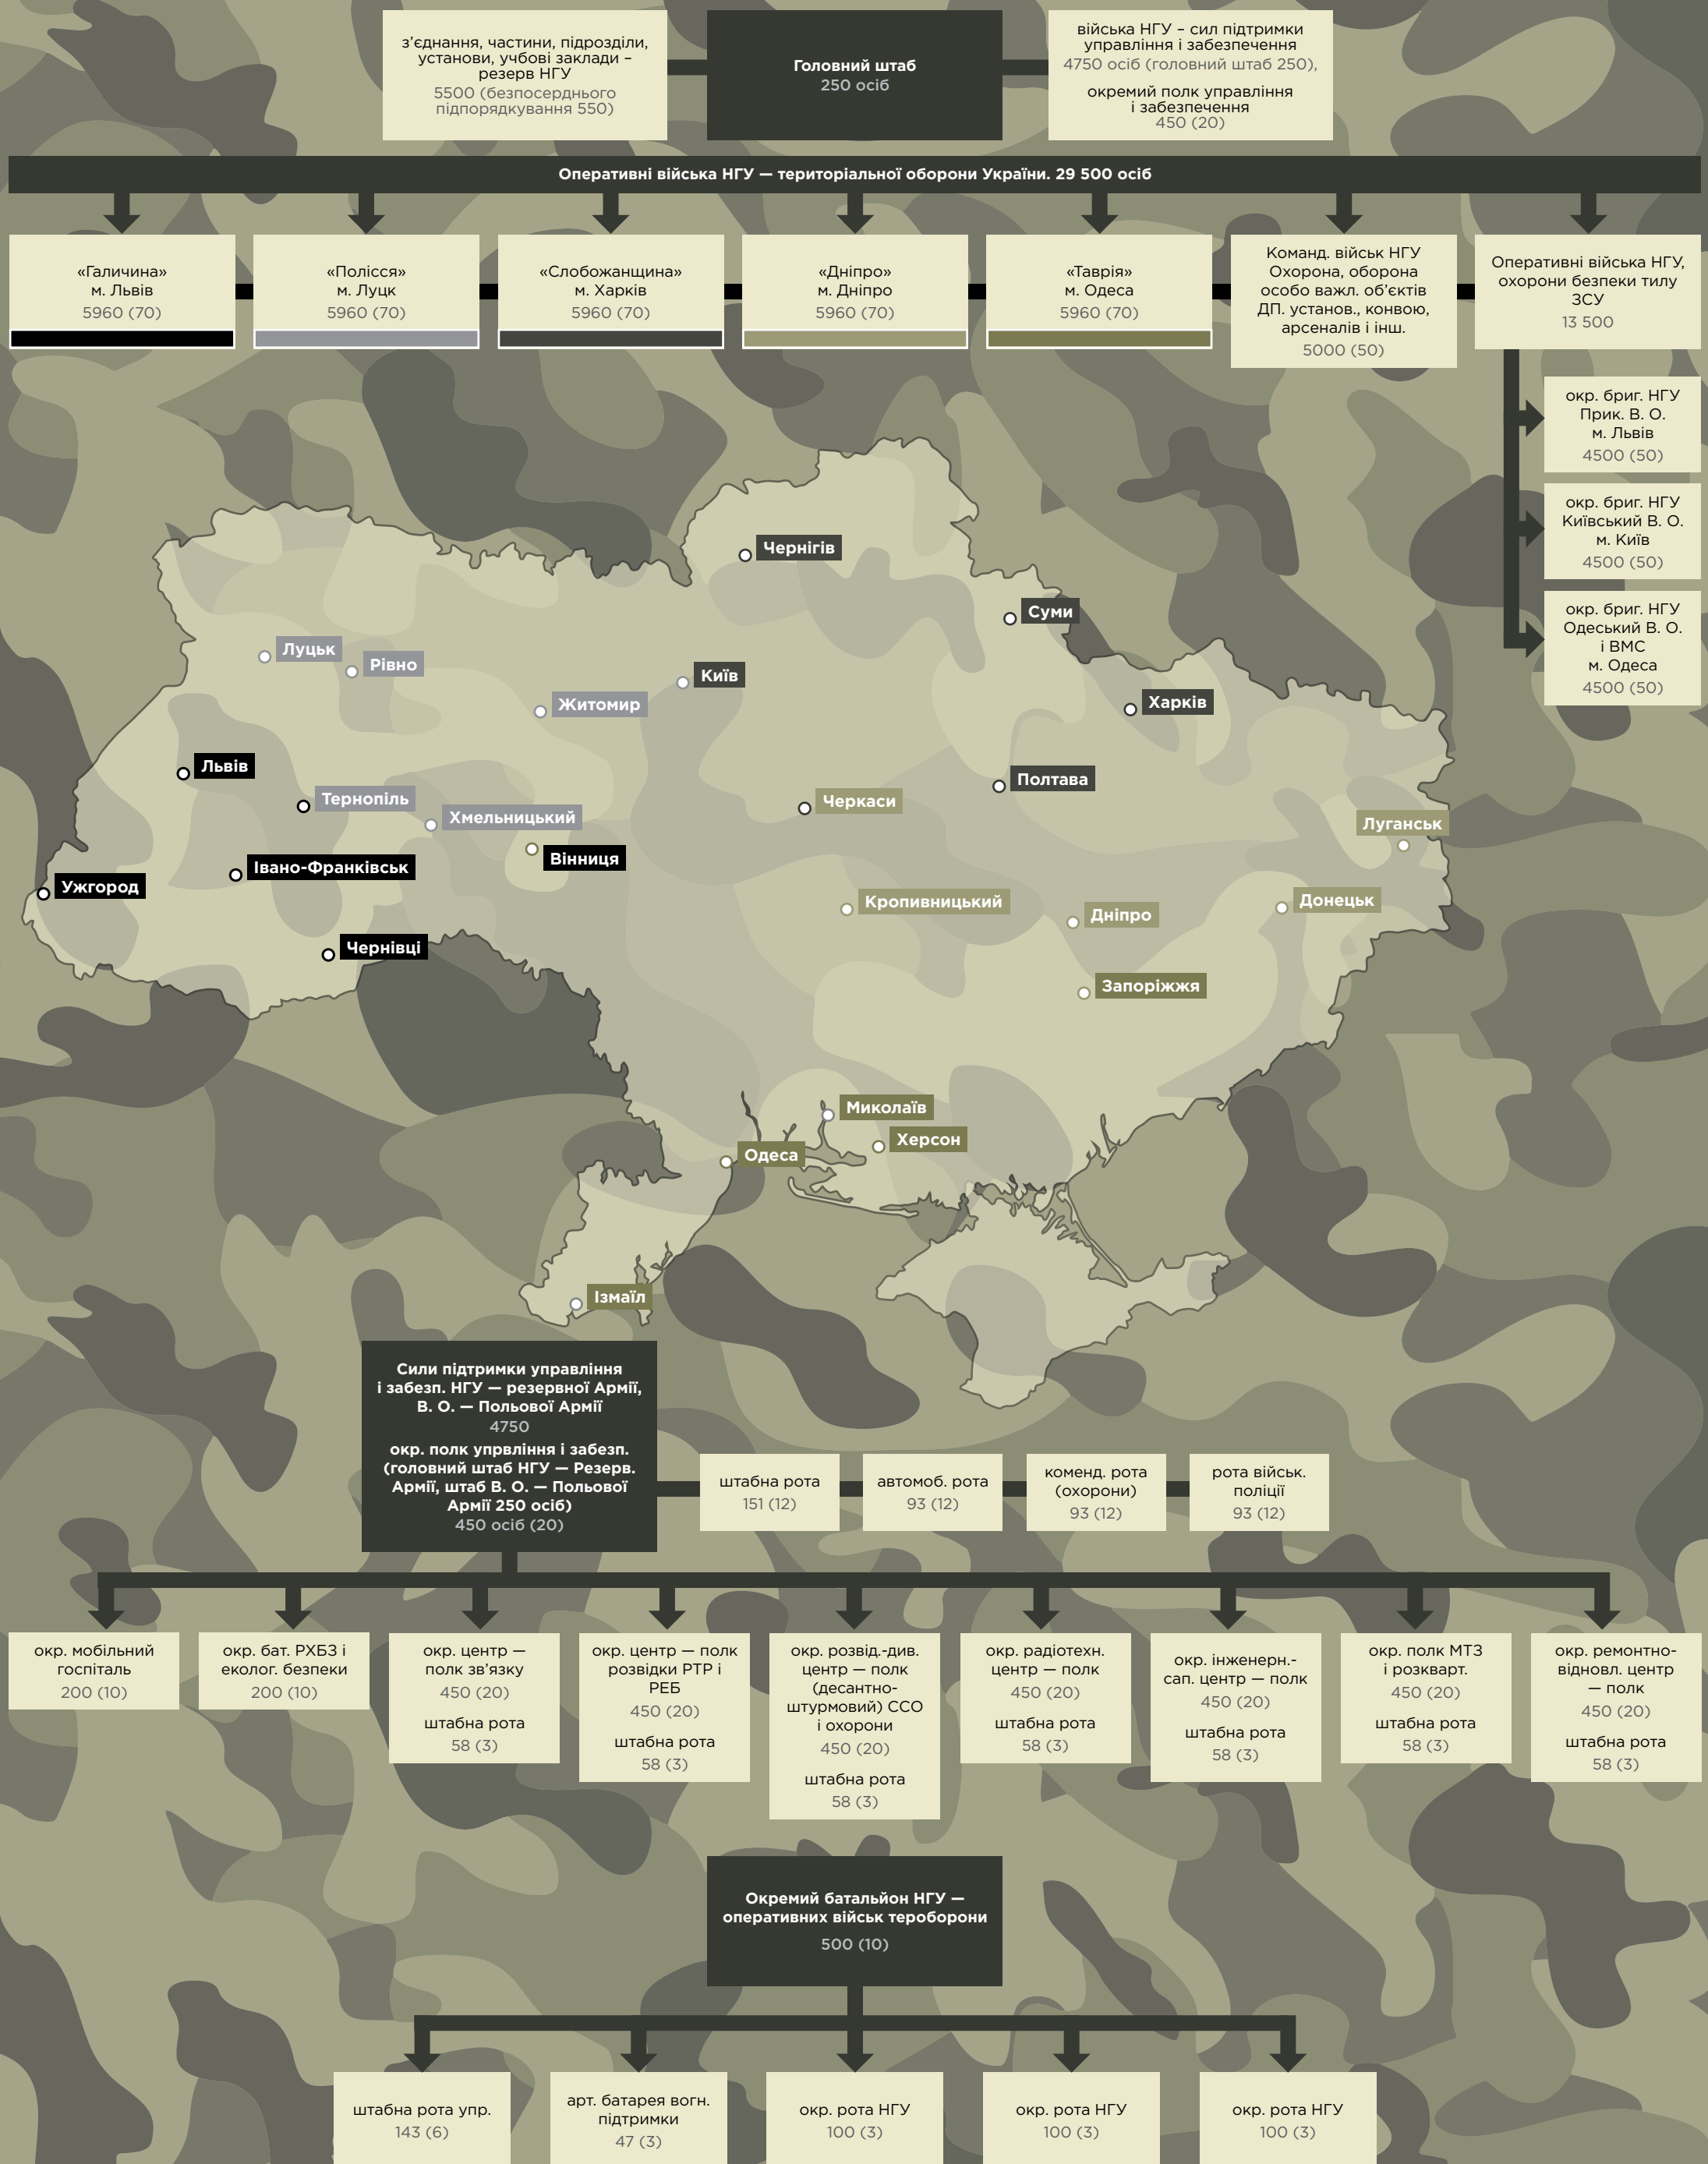 з’єднання, частини, підрозділи,
установи, учбові заклади –
резерв НГУ
5500 (безпосерднього
підпорядкування 550)
Головний штаб
250 осіб
війська НГУ – сил підтримки
управління і забезпечення
4750 осіб (головний штаб 250),
окремий полк управління
і забезпечення
450 (20)
Оперативні війська НГУ — територіальної оборони України. 29 500 осіб
«Галичина»
м. Львів
5960 (70)
«Полісся»
м. Луцк
5960 (70)
«Слобожанщина»
м. Харків
5960 (70)
«Дніпро»
м. Дніпро
5960 (70)
«Таврія»
м. Одеса
5960 (70)
Команд. військ НГУ
Охорона, оборона
особо важл. об’єктів
ДП. установ., конвою,
арсеналів і інш.
5000 (50)
Оперативні війська НГУ,
охорони безпеки тилу
ЗСУ
13 500
окр. бриг. НГУ
Прик. В. О.
м. Львів
4500 (50)
окр. бриг. НГУ
Київський В. О.
м. Київ
4500 (50)
окр. бриг. НГУ
Одеський В. О.
і ВМС
м. Одеса
4500 (50)
Чернігів
Суми
Луцьк
Рівно
Київ
Житомир
Харків
Львів
Полтава
Тернопіль
Черкаси
Хмельницький
Луганськ
Вінниця
Івано-Франківськ
Ужгород
Кропивницький
Донецьк
Дніпро
Чернівці
Запоріжжя
Миколаїв
Херсон
Одеса
Ізмаїл
Сили підтримки управління
і забезп. НГУ — резервної Армії,
В. О. — Польової Армії
4750
окр. полк упрвління і забезп.
(головний штаб НГУ — Резерв.
Армії, штаб В. О. — Польової
Армії 250 осіб)
450 осіб (20)
штабна рота
151 (12)
автомоб. рота
93 (12)
коменд. рота
(охорони)
93 (12)
рота військ.
поліції
93 (12)
окр. мобільний
госпіталь
200 (10)
окр. бат. РХБЗ і
еколог. безпеки
200 (10)
окр. центр —
полк зв’язку
450 (20)
штабна рота
58 (3)
окр. центр — полк
розвідки РТР і
РЕБ
450 (20)
штабна рота
58 (3)
окр. розвід.-див.
центр — полк
(десантно-
штурмовий) ССО
і охорони
450 (20)
штабна рота
58 (3)
окр. радіотехн.
центр — полк
450 (20)
штабна рота
58 (3)
окр. інженерн.-
сап. центр — полк
450 (20)
штабна рота
58 (3)
окр. полк МТЗ
і розкварт.
450 (20)
штабна рота
58 (3)
окр. ремонтно-
відновл. центр
— полк
450 (20)
штабна рота
58 (3)
Окремий батальйон НГУ —
оперативних військ тероборони
500 (10)
штабна рота упр.
143 (6)
арт. батарея вогн.
підтримки
47 (3)
окр. рота НГУ
100 (3)
окр. рота НГУ
100 (3)
окр. рота НГУ
100 (3)